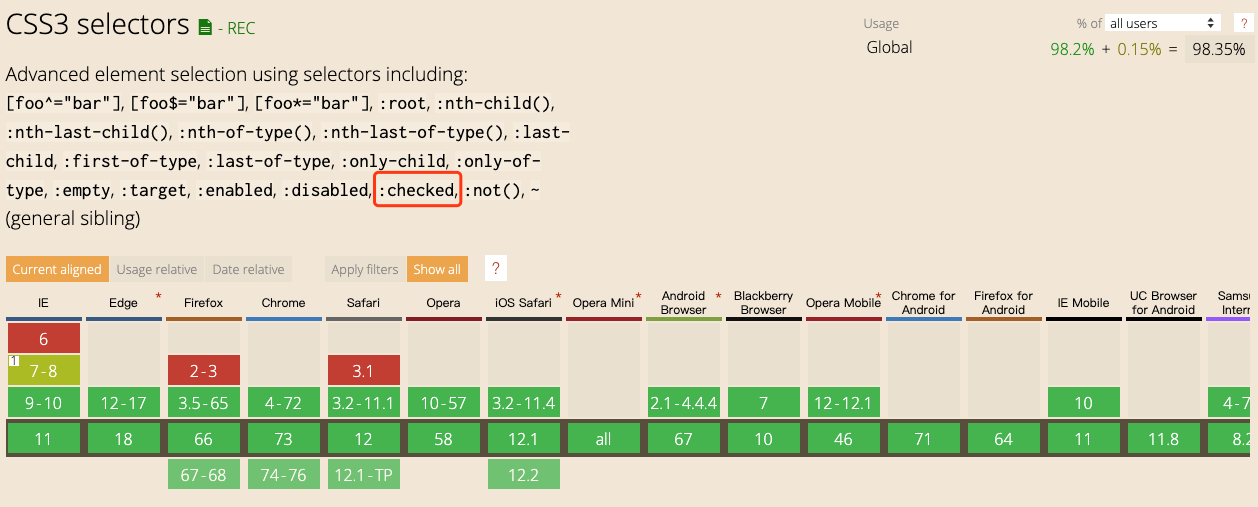 CSS3 selectors - REC
Usage % of all users ?
Global 98.2% + 0.15% = 98.35%
Advanced element selection using selectors including:
[foo^="bar"], [foo$="bar"], [foo*="bar"], :root, :nth-child(),
:nth-last-child(), :nth-of-type(), :nth-last-of-type(), :last-
child, :first-of-type, :last-of-type, :only-child, :only-of-
type, :empty, :target, :enabled, :disabled, :checked, :not(), ~
(general sibling)
Current aligned Usage relative Date relative Apply filters Show all ?
IE Edge * Firefox Chrome Safari Opera iOS Safari * Opera Mini * Android Browser * Blackberry Browser Opera Mobile * Chrome for Android Firefox for Android IE Mobile UC Browser for Android
6
1 7-8 2-3 3.1
9-10 12-17 3.5-65 4-72 3.2-11.1 10-57 3.2-11.4 2.1-4.4.4 7 12-12.1 10
11 18 66 73 12 58 12.1 all 67 10 46 71 64 11 11.8
67-68 74-76 12.1-TP 12.2